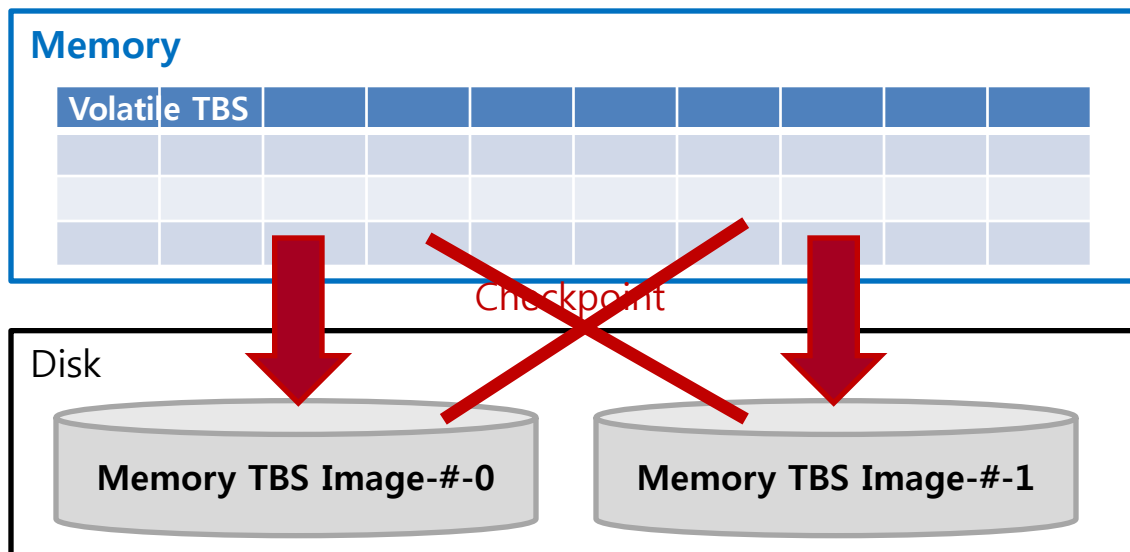 Memory
Volatile TBS
Checkpoint
Disk
Memory TBS Image-#-0
Memory TBS Image-#-1